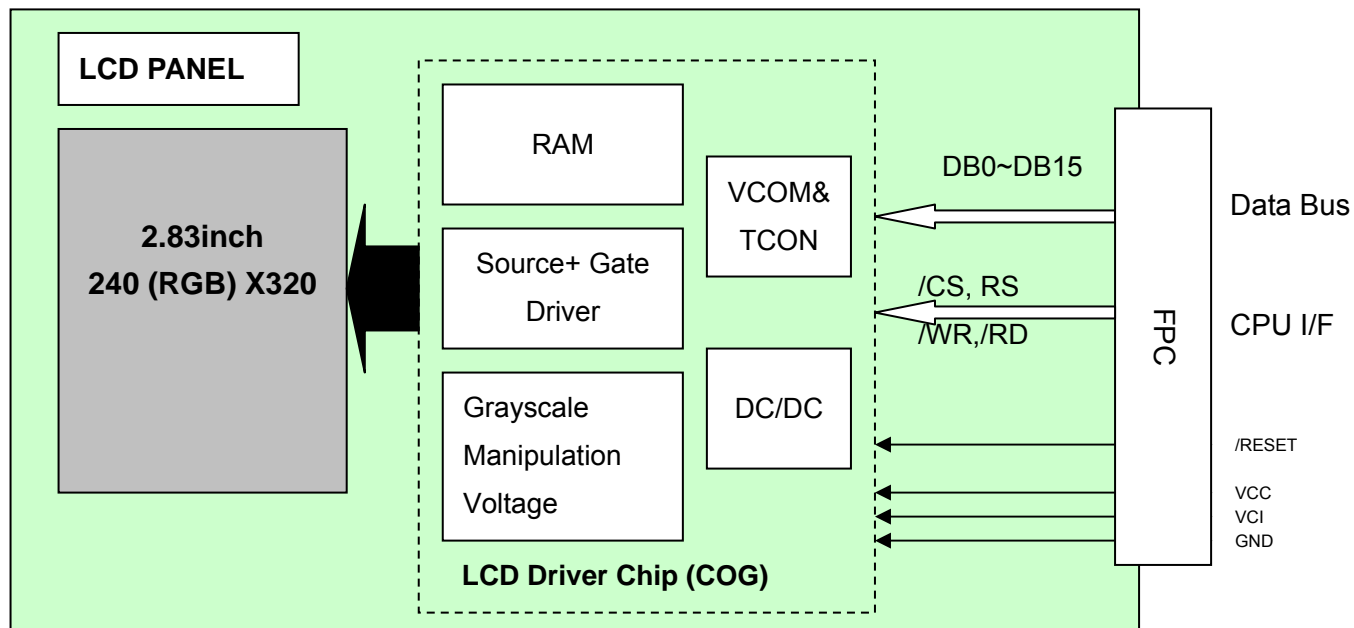 LCD PANEL
2.83inch
240 (RGB) X320
RAM
Source+ Gate
Driver
Grayscale
Manipulation
Voltage
VCOM&
TCON
DC/DC
LCD Driver Chip (COG)
DB0~DB15
/CS, RS
/WR,/RD
FPC
Data Bus
CPU I/F
/RESET
VCC
VCI
GND